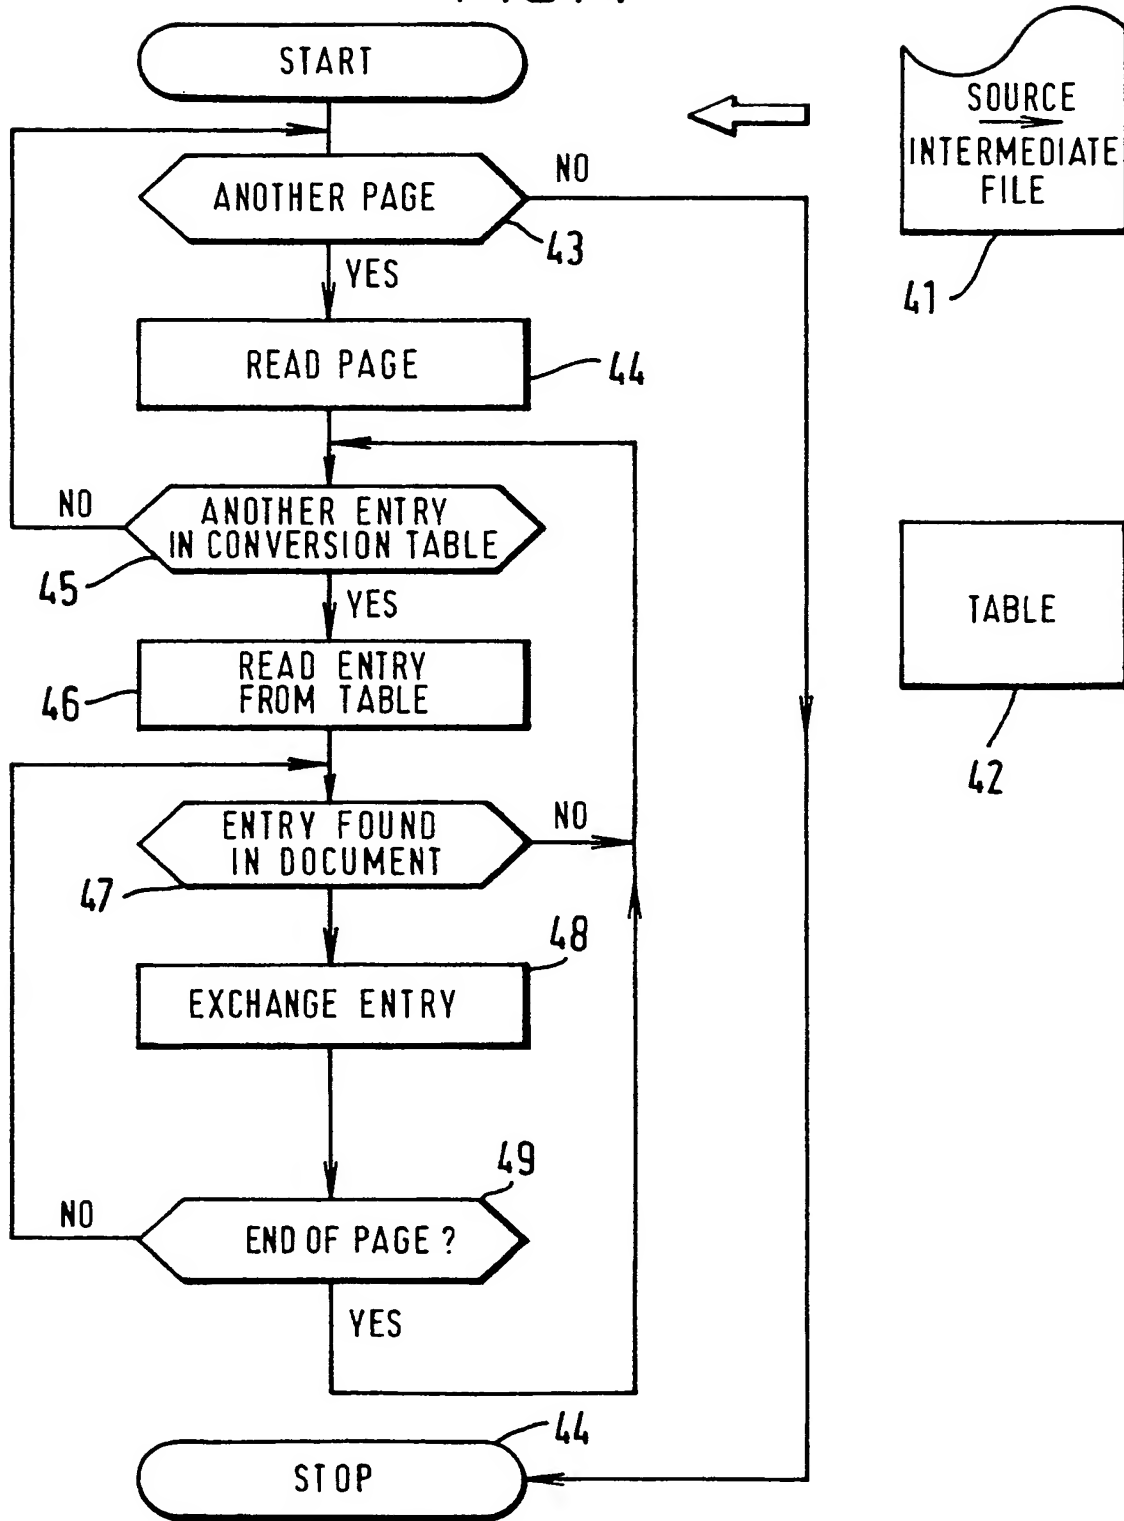 START
SOURCE
INTERMEDIATE
FILE
41
ANOTHER PAGE
NO
43
YES
READ PAGE
44
NO
ANOTHER ENTRY
IN CONVERSION TABLE
45
YES
TABLE
42
READ ENTRY
FROM TABLE
46
ENTRY FOUND
IN DOCUMENT
NO
47
48
EXCHANGE ENTRY
49
NO
END OF PAGE ?
YES
44
STOP